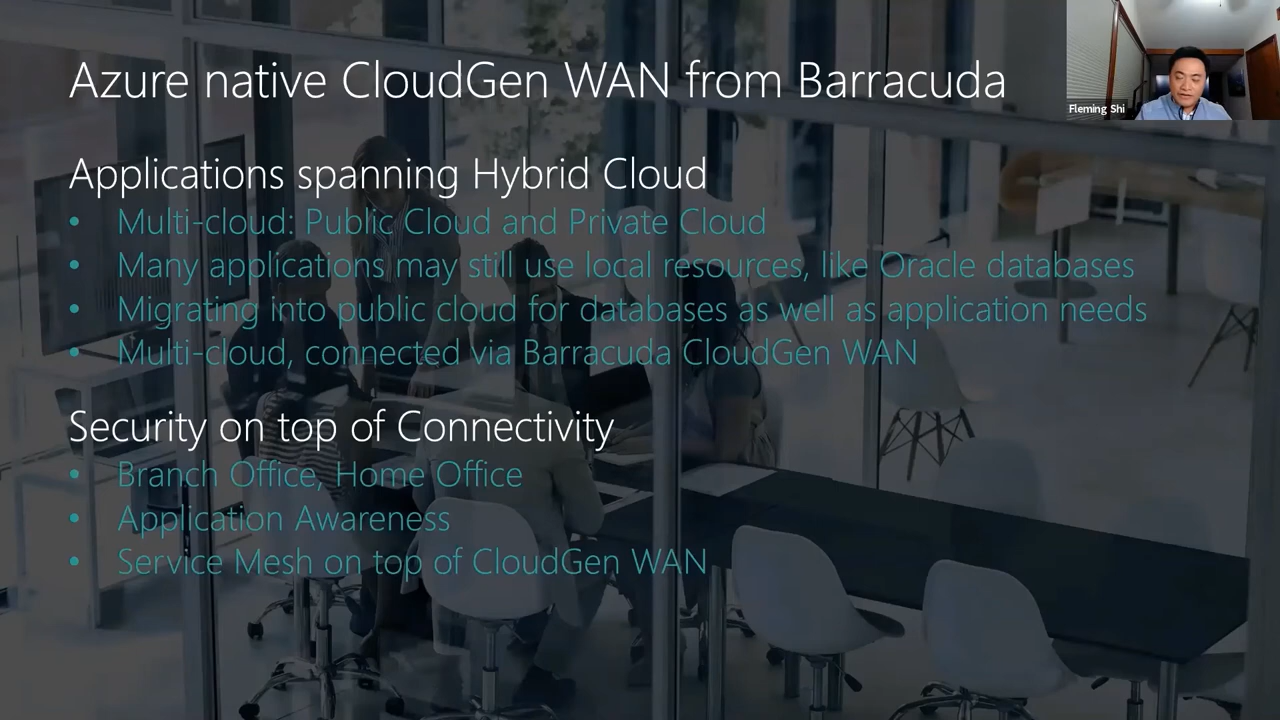 Azure native CloudGen WAN from Barracuda
Fleming Shi
Applications spanning Hybrid Cloud
• Multi-cloud: Public Cloud and Private Cloud
• Many applications may still use local resources, like Oracle databases
• Migrating into public cloud for databases as well as application needs
• Multi-cloud, connected via Barracuda CloudGen WAN
Security on top of Connectivity
• Branch Office, Home Office
• Application Awareness
• Service Mesh on top of CloudGen WAN